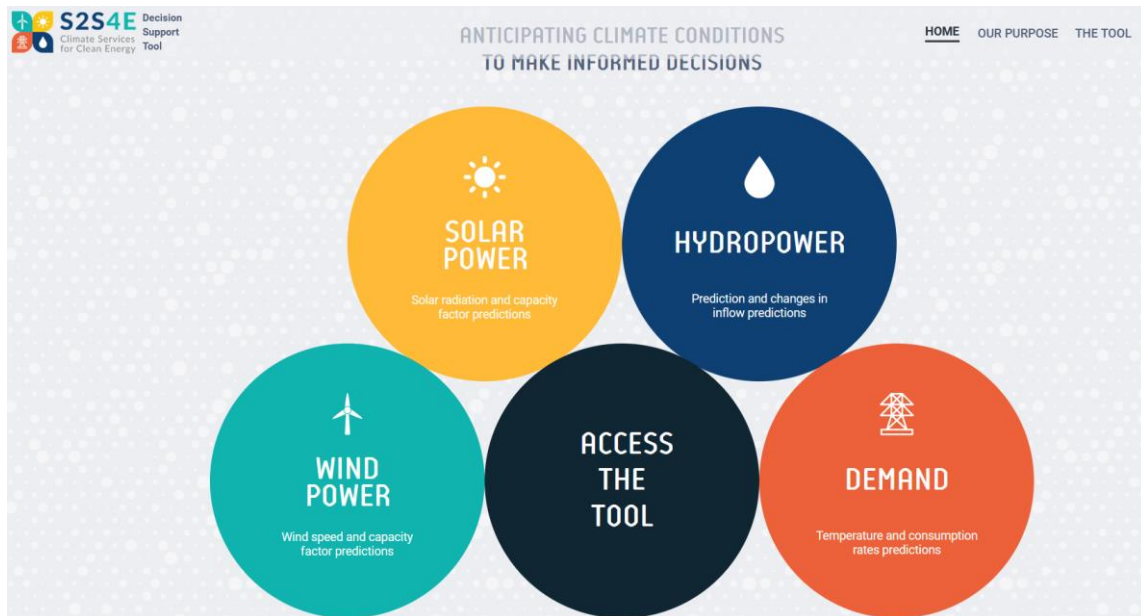 S2S4E
Climate Services
for Clean Energy
Decision
Support
Tool
ANTICIPATING CLIMATE CONDITIONS
TO MAKE INFORMED DECISIONS
HOME
OUR PURPOSE
THE TOOL
SOLAR
POWER
Solar radiation and capacity
factor predictions
HYDROPOWER
Prediction and changes in
inflow predictions
WIND
POWER
Wind speed and capacity
factor predictions
ACCESS
THE
TOOL
DEMAND
Temperature and consumption
rates predictions